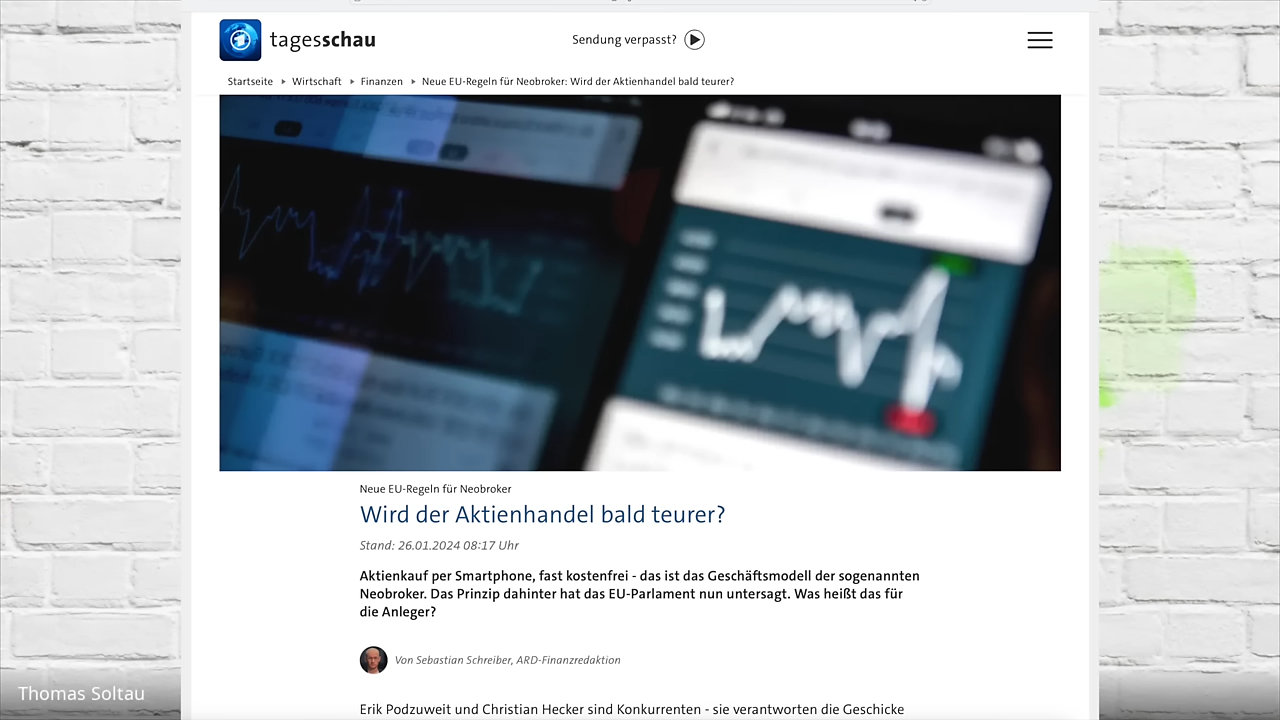 tagesschau
Sendung verpasst?
Startseite
Wirtschaft
Finanzen
Neue EU-Regeln für Neobroker: Wird der Aktienhandel bald teurer?
Neue EU-Regeln für Neobroker
Wird der Aktienhandel bald teurer?
Stand: 26.01.2024 08:17 Uhr
Aktienkauf per Smartphone, fast kostenfrei - das ist das Geschäftsmodell der sogenannten
Neobroker. Das Prinzip dahinter hat das EU-Parlament nun untersagt. Was heißt das für
die Anleger?
Von Sebastian Schreiber, ARD-Finanzredaktion
Erik Podzuweit und Christian Hecker sind Konkurrenten - sie verantworten die Geschicke
Thomas Soltau